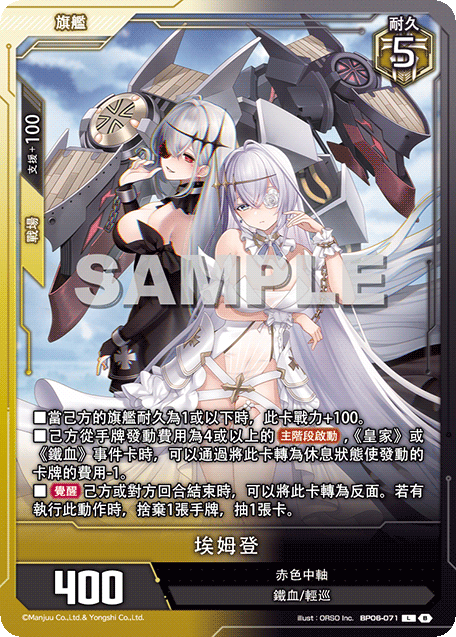 旗艦
耐久
5
支援+100
戰場
SAMPLE
■當己方的旗艦耐久為1或以下時，此卡戰力+100。
■己方從手牌發動費用為4或以上的 主階段啟動 ,《皇家》或
《鐵血》事件卡時，可以通過將此卡轉為休息狀態使發動的
卡牌的費用-1。
■ 覺醒 己方或對方回合結束時，可以將此卡轉為反面。若有
執行此動作時，捨棄1張手牌，抽1張卡。
埃姆登
400
赤色中軸
鐵血/輕巡
©Manjuu Co.,Ltd.& Yongshi Co.,Ltd. illust : ORSO Inc. BP06-071 L B